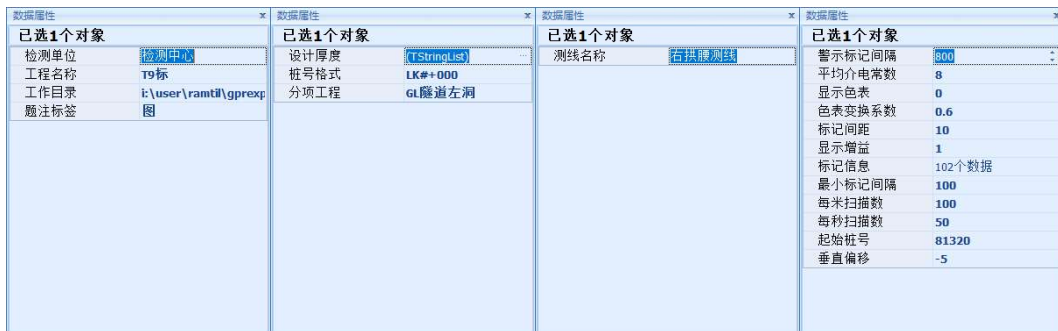 数据属性 x
已选1个对象
检测单位 检测中心
工程名称 T9标
工作目录 i:\user\ramtil\gprexp
题注标签 图
数据属性 x
已选1个对象
设计厚度 (TStringList) ...
桩号格式 LK#+000
分项工程 GL隧道左洞
数据属性 x
已选1个对象
测线名称 右拱腰测线
数据属性 x
已选1个对象
警示标记间隔 800
平均介电常数 8
显示色表 0
色表变换系数 0.6
标记间距 10
显示增益 1
标记信息 102个数据
最小标记间隔 100
每米扫描数 100
每秒扫描数 50
起始桩号 81320
垂直偏移 -5